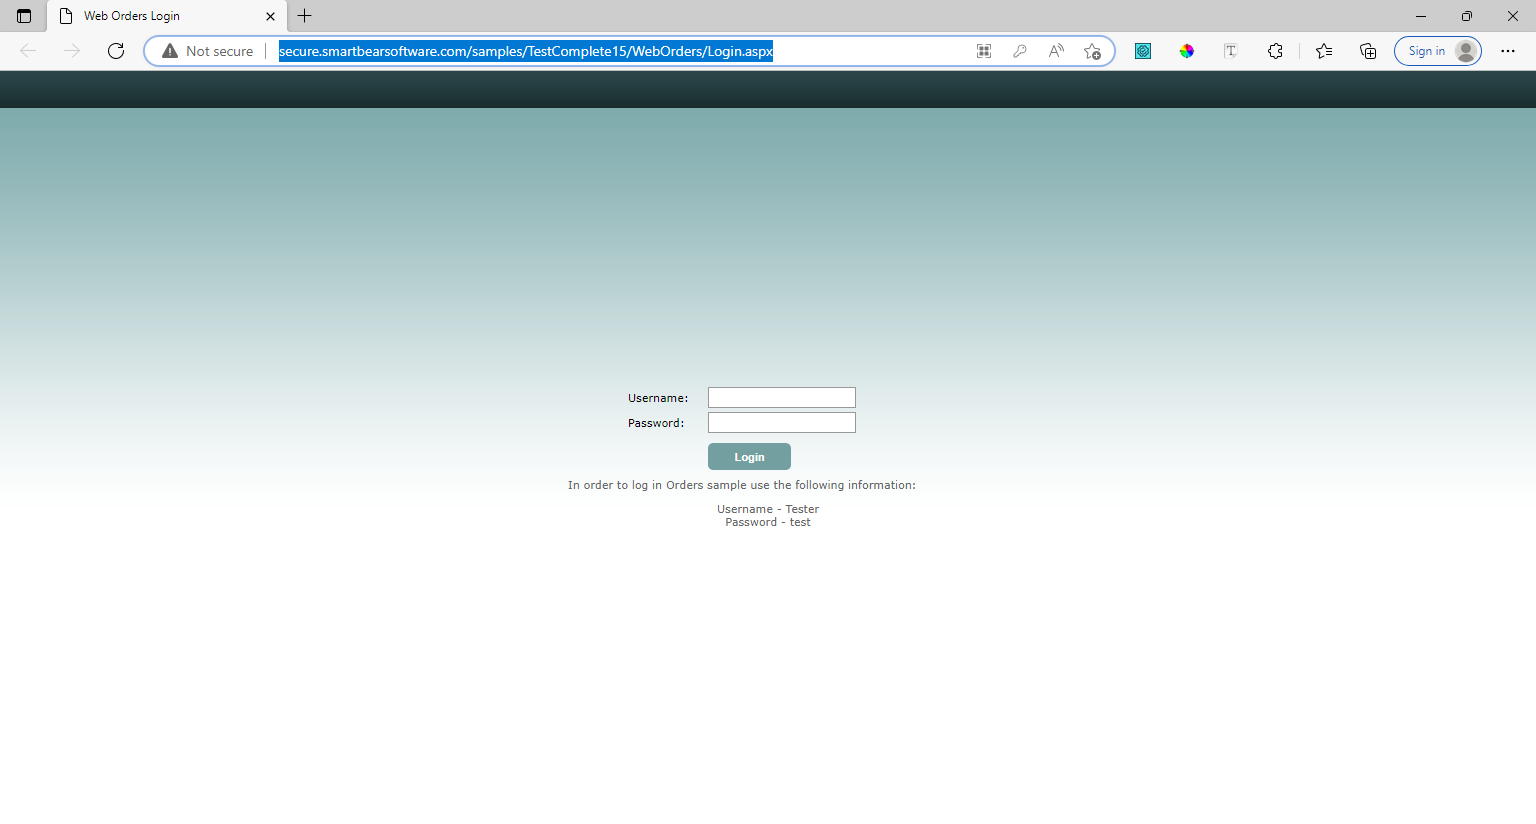 Web Orders Login
Not secure
secure.smartbearsoftware.com/samples/TestComplete15/WebOrders/Login.aspx
A
T
Sign in
Username:
Password:
Login
In order to log in Orders sample use the following information:
Username - Tester
Password - test